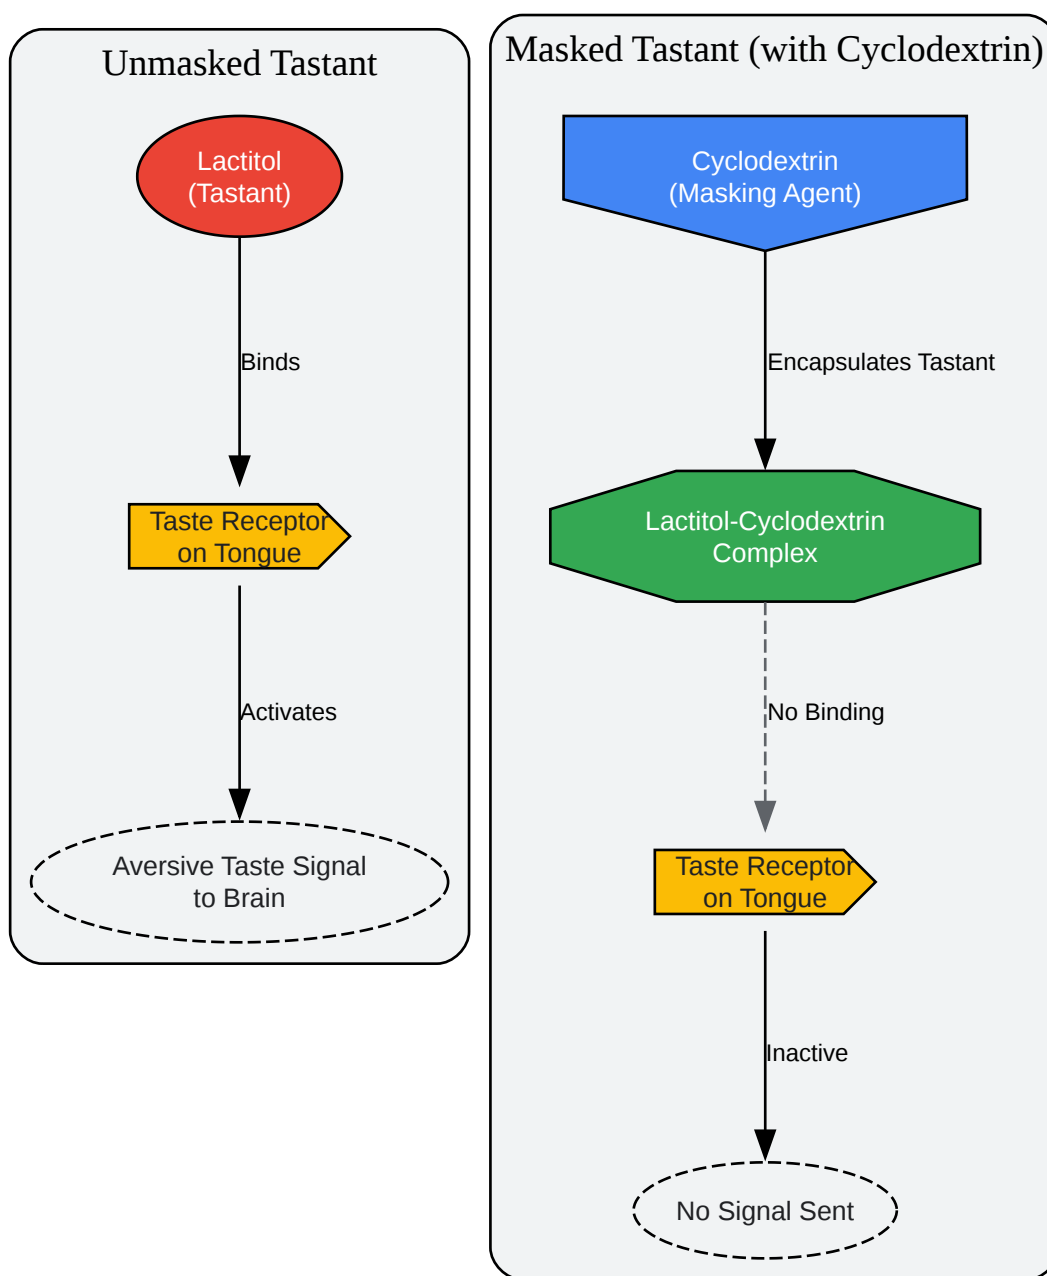 Unmasked Tastant
Lactitol
(Tastant)
Binds
Taste Receptor
on Tongue
Activates
Aversive Taste Signal
to Brain
Masked Tastant (with Cyclodextrin)
Cyclodextrin
(Masking Agent)
Encapsulates Tastant
Lactitol-Cyclodextrin
Complex
No Binding
Taste Receptor
on Tongue
Inactive
No Signal Sent